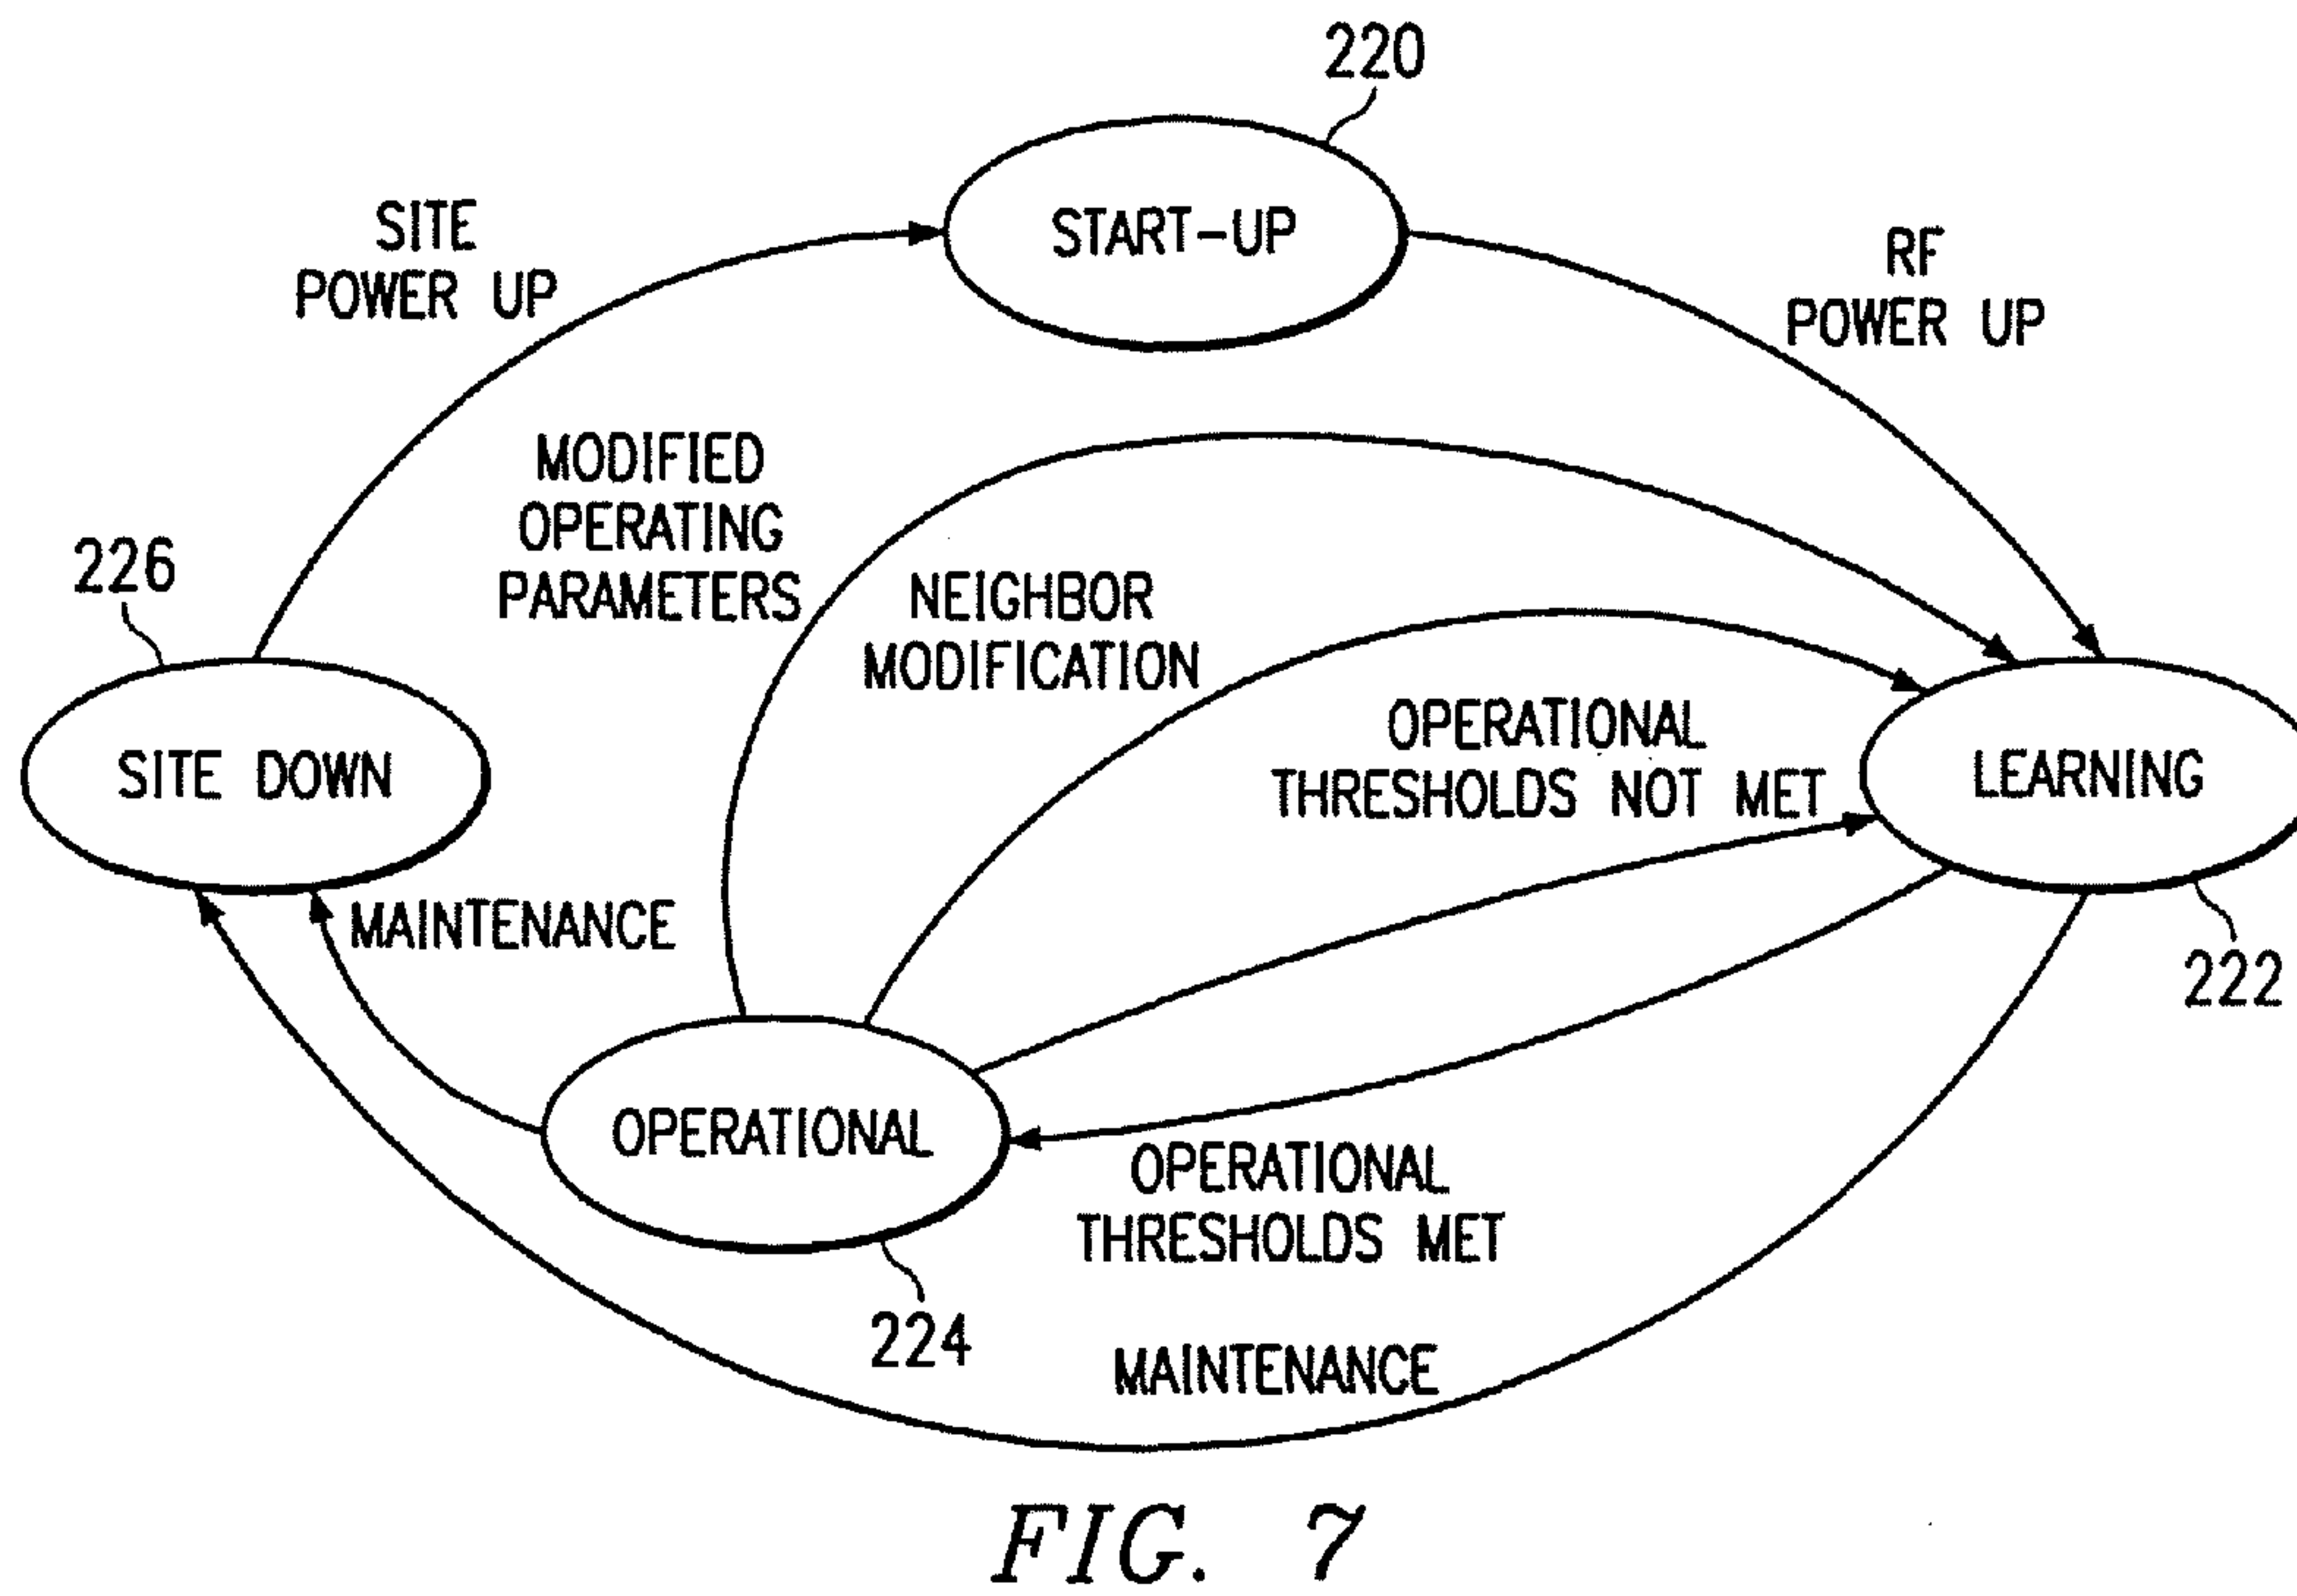 220
START-UP
SITE
POWER UP
RF
POWER UP
MODIFIED
OPERATING
PARAMETERS
226
NEIGHBOR
MODIFICATION
OPERATIONAL
THRESHOLDS NOT MET
SITE DOWN
LEARNING
MAINTENANCE
222
OPERATIONAL
OPERATIONAL
THRESHOLDS MET
224
MAINTENANCE
FIG. 7